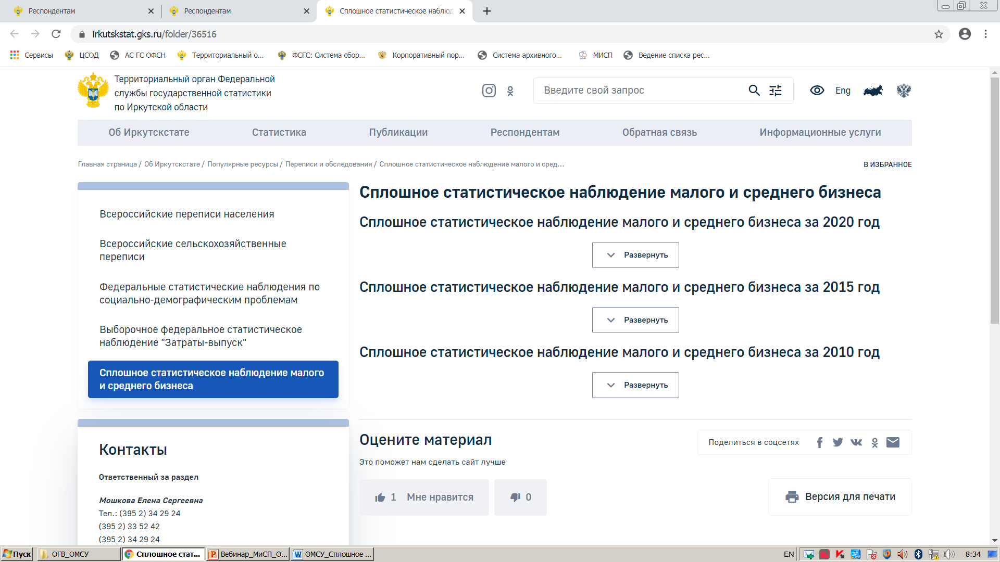 Респондентам
Респондентам
Сплошное статистическое наблюд
irkutskstat.gks.ru/folder/36516
Сервисы
ЦСОД
АС ГС ОФСН
Территориальный о...
ФСГС: Система сбор...
Корпоративный пор...
Система архивного...
МИСП
Ведение списка рес...
Территориальный орган Федеральной
службы государственной статистики
по Иркутской области
Введите свой запрос
Eng
Об Иркутскстате
Статистика
Публикации
Респондентам
Обратная связь
Информационные услуги
Главная страница / Об Иркутскстате / Популярные ресурсы / Переписи и обследования / Сплошное статистическое наблюдение малого и сред...
В ИЗБРАННОЕ
Всероссийские переписи населения
Всероссийские сельскохозяйственные
переписи
Федеральные статистические наблюдения по
социально-демографическим проблемам
Выборочное федеральное статистическое
наблюдение "Затраты-выпуск"
Сплошное статистическое наблюдение малого
и среднего бизнеса
Контакты
Ответственный за раздел
Мошкова Елена Сергеевна
Тел.: (395 2) 34 29 24
(395 2) 33 52 42
(395 2) 34 29 24
Сплошное статистическое наблюдение малого и среднего бизнеса
Сплошное статистическое наблюдение малого и среднего бизнеса за 2020 год
Развернуть
Сплошное статистическое наблюдение малого и среднего бизнеса за 2015 год
Развернуть
Сплошное статистическое наблюдение малого и среднего бизнеса за 2010 год
Развернуть
Оцените материал
Это поможет нам сделать сайт лучше
Поделиться в соцсетях
1 Мне нравится
0
Версия для печати
Пуск
ОГВ_ОМСУ
Сплошное стат...
Вебинар_МиСП_О...
ОМСУ_Сплошное ...
EN
8:34